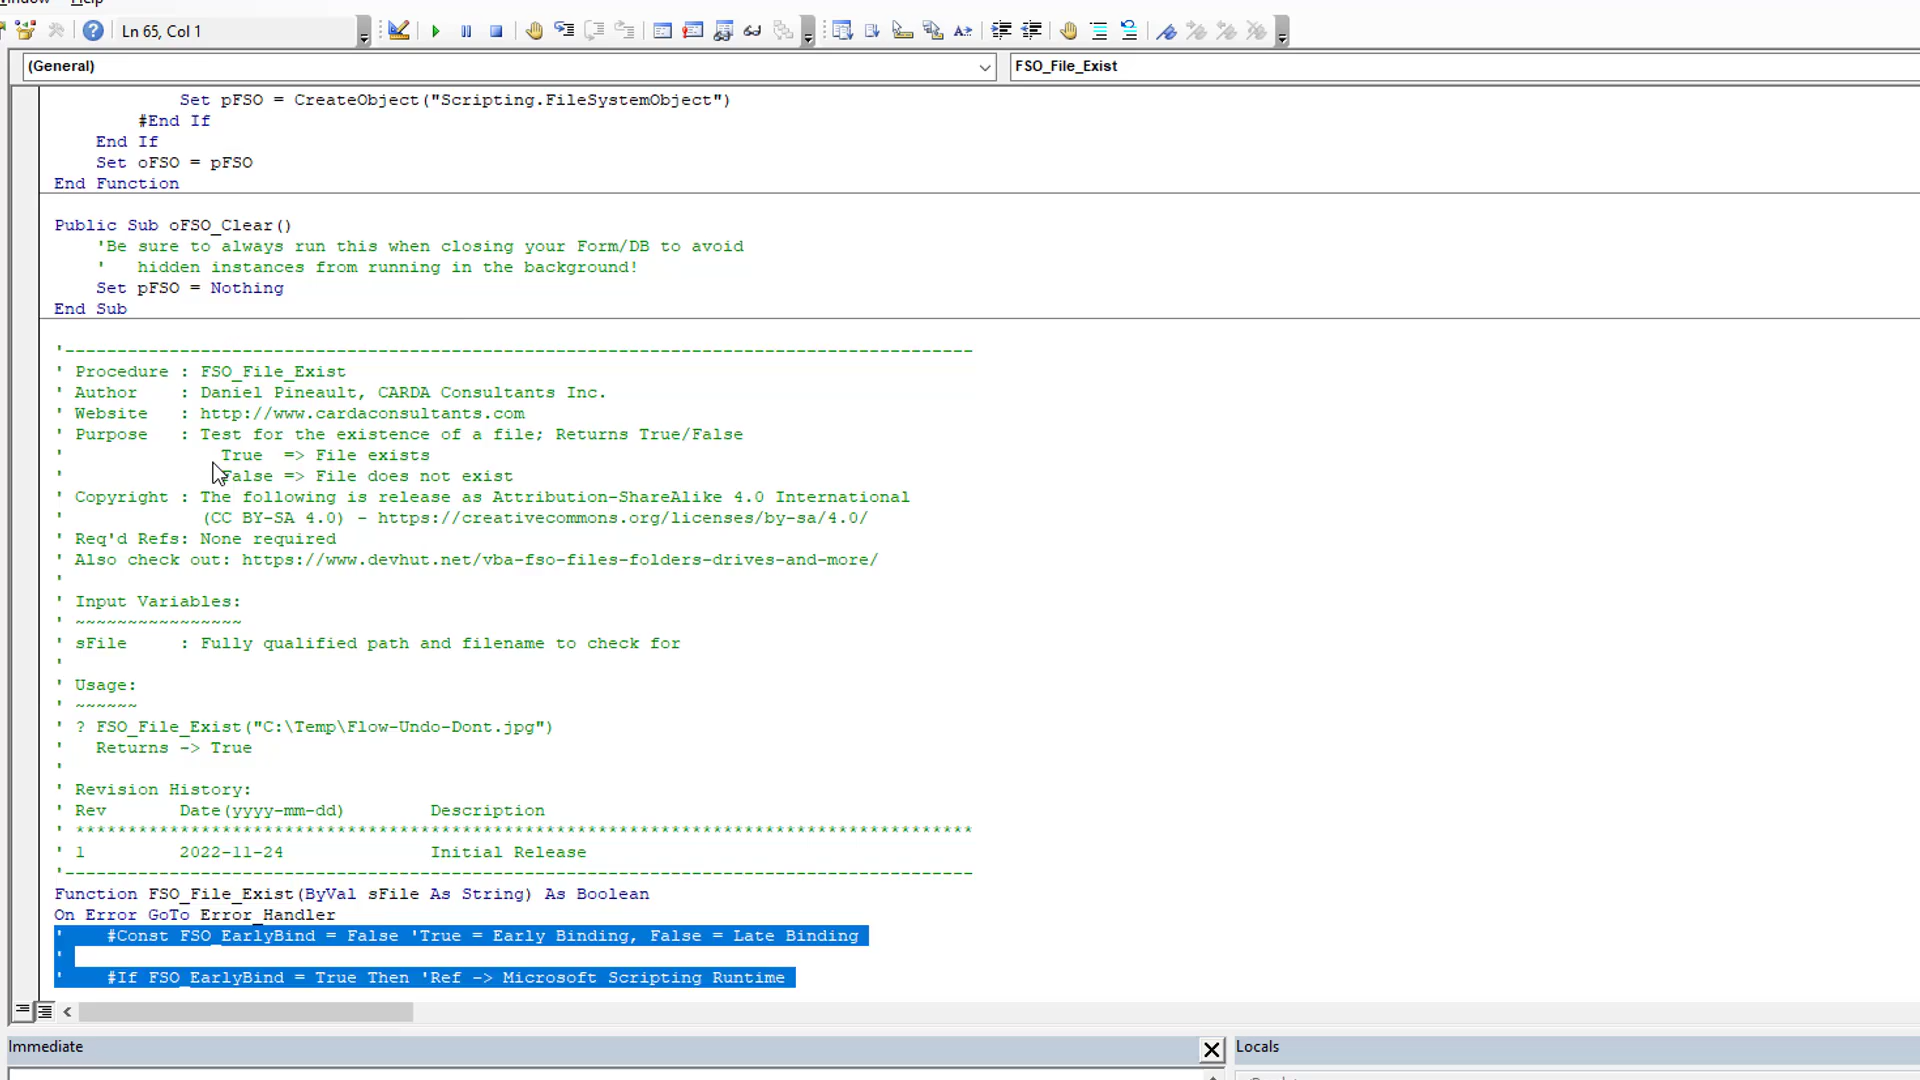 Help
Ln 65, Col 1
(General)
FSO_File_Exist
Set pFSO = CreateObject("Scripting.FileSystemObject")
#End If
End If
Set oFSO = pFSO
End Function
Public Sub oFSO_Clear()
'Be sure to always run this when closing your Form/DB to avoid
'   hidden instances from running in the background!
Set pFSO = Nothing
End Sub
'---------------------------------------------------------------------------------------
' Procedure : FSO_File_Exist
' Author    : Daniel Pineault, CARDA Consultants Inc.
' Website   : http://www.cardaconsultants.com
' Purpose   : Test for the existence of a file; Returns True/False
'               True  => File exists
'               False => File does not exist
' Copyright : The following is release as Attribution-ShareAlike 4.0 International
'             (CC BY-SA 4.0) - https://creativecommons.org/licenses/by-sa/4.0/
' Req'd Refs: None required
' Also check out: https://www.devhut.net/vba-fso-files-folders-drives-and-more/
'
' Input Variables:
' ~~~~~~~~~~~~~~~~
' sFile     : Fully qualified path and filename to check for
'
' Usage:
' ~~~~~~
' ? FSO_File_Exist("C:\Temp\Flow-Undo-Dont.jpg")
'   Returns -> True
'
' Revision History:
' Rev       Date(yyyy-mm-dd)        Description
' **************************************************************************************
' 1         2022-11-24              Initial Release
'---------------------------------------------------------------------------------------
Function FSO_File_Exist(ByVal sFile As String) As Boolean
On Error GoTo Error_Handler
'    #Const FSO_EarlyBind = False 'True = Early Binding, False = Late Binding
'
'    #If FSO_EarlyBind = True Then 'Ref -> Microsoft Scripting Runtime
Immediate
Locals